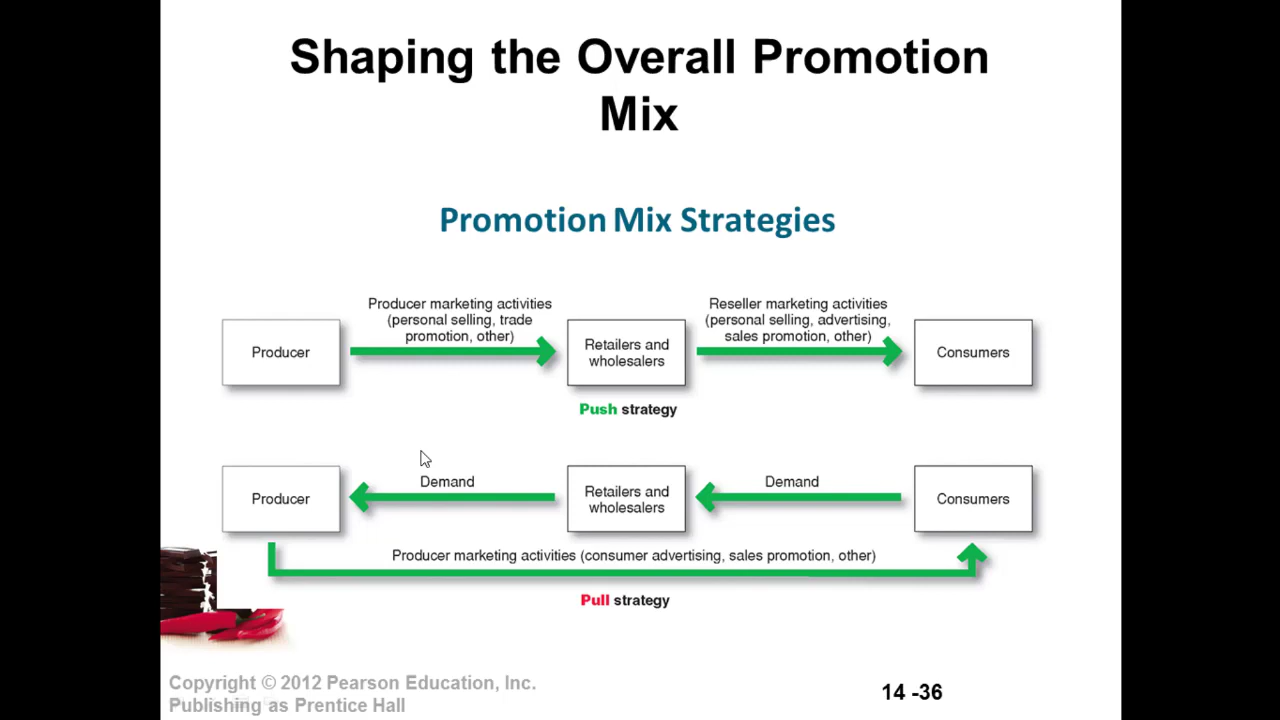 Shaping the Overall Promotion
Mix
Promotion Mix Strategies
Producer marketing activities
(personal selling, trade
promotion, other)
Reseller marketing activities
(personal selling, advertising,
sales promotion, other)
Producer
Retailers and
wholesalers
Consumers
Push strategy
Producer
Demand
Retailers and
wholesalers
Demand
Consumers
Producer marketing activities (consumer advertising, sales promotion, other)
Pull strategy
Copyright © 2012 Pearson Education, Inc.
Publishing as Prentice Hall
14 -36